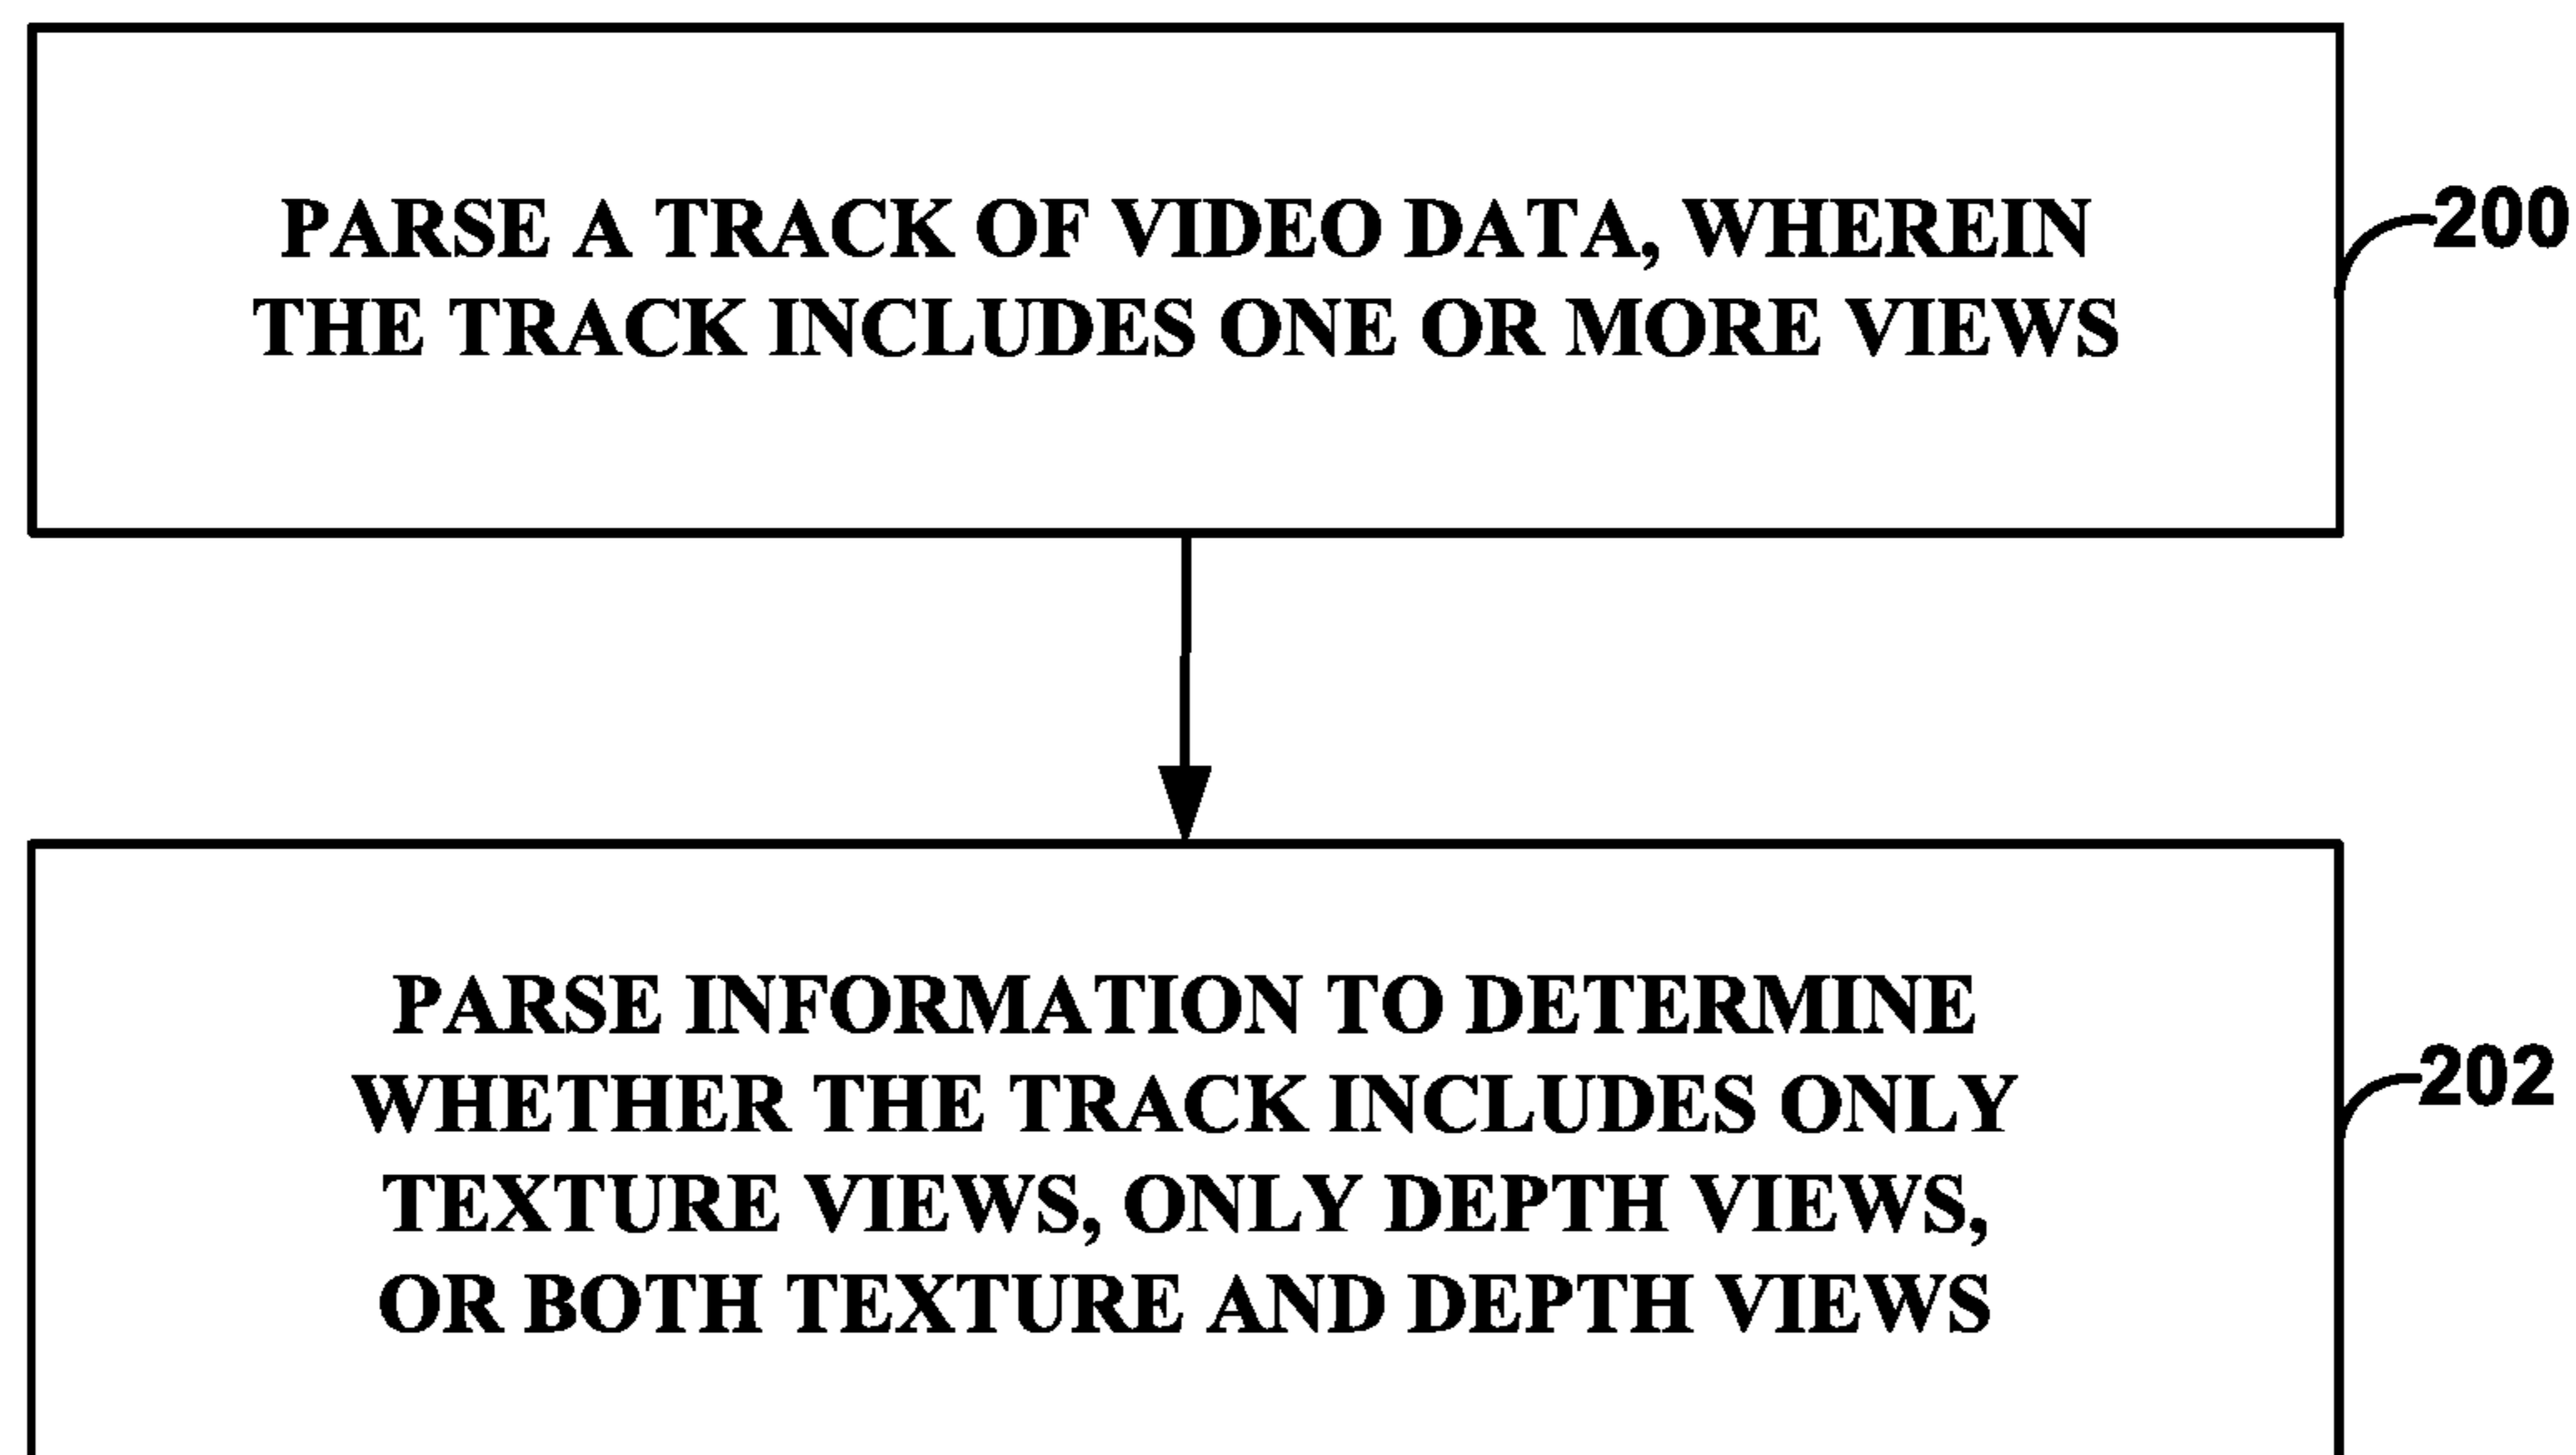 PARSE A TRACK OF VIDEO DATA, WHEREIN
THE TRACK INCLUDES ONE OR MORE VIEWS
200
PARSE INFORMATION TO DETERMINE
WHETHER THE TRACK INCLUDES ONLY
TEXTURE VIEWS, ONLY DEPTH VIEWS,
OR BOTH TEXTURE AND DEPTH VIEWS
202